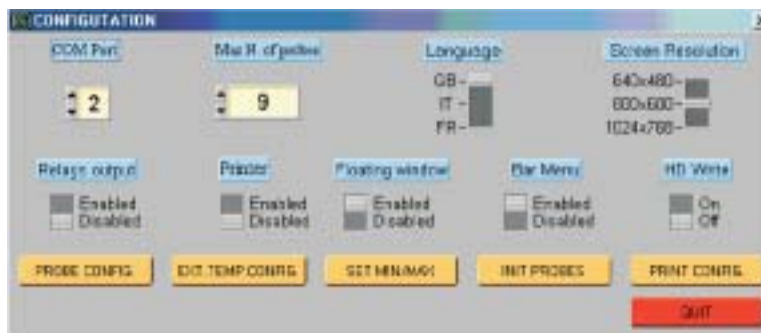 CONFIGUTATION
COM Port
Max N. of probes
Language
Screen Resolution
2
9
GB
IT
FR
640x480
800x600
1024x768
Relays output
Printer
Floating window
Bar Menu
HD Write
Enabled
Disabled
Enabled
Disabled
Enabled
Disabled
Enabled
Disabled
On
Off
PROBE CONFIG.
EXT.TEMP.CONFIG.
SET MIN/MAX
INIT PROBES
PRINT CONFIG.
QUIT